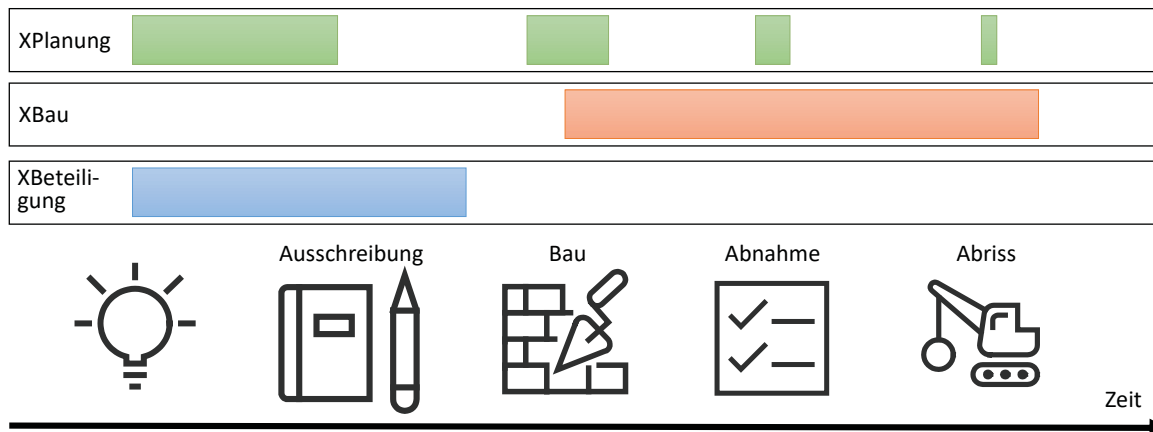 XPlanung
XBau
XBeteili-
gung
Ausschreibung
Bau
Abnahme
Abriss
Zeit